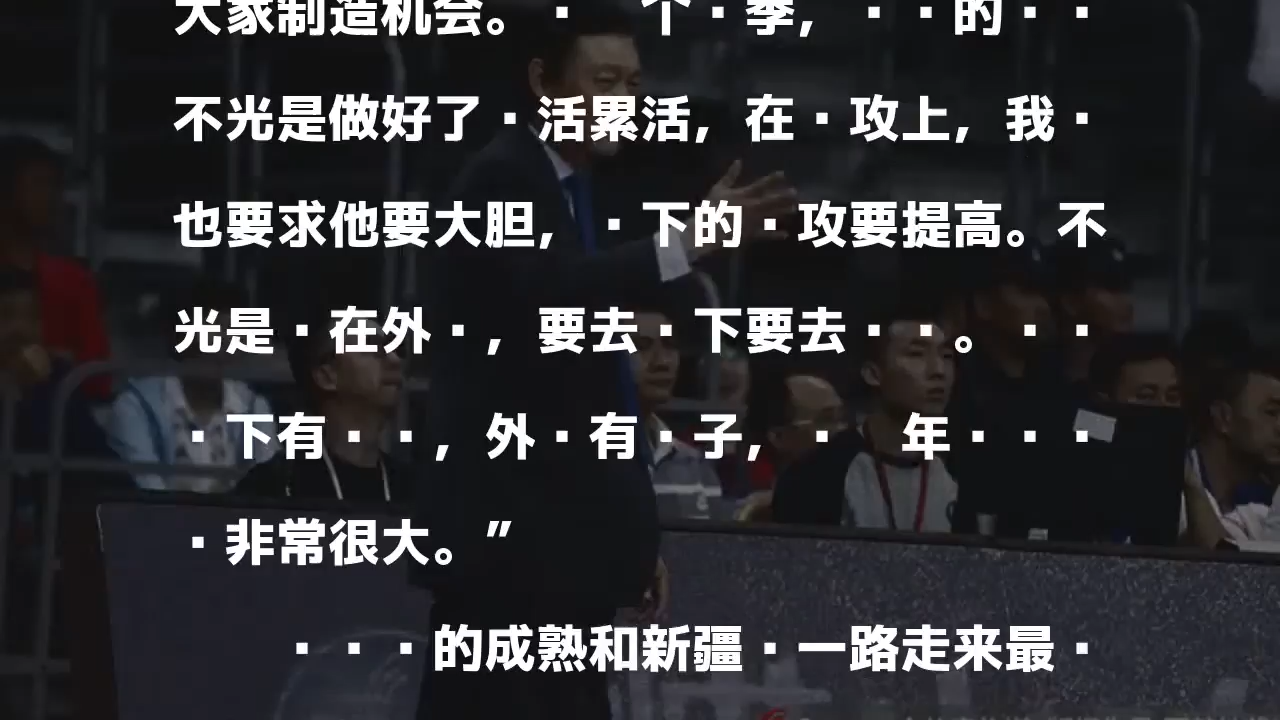 大家制造机会。· 个·季，··的··
不光是做好了·活累活，在·攻上，我·
也要求他要大胆，·下的·攻要提高。不
光是·在外·，要去·下要去··。··
·下有··，外·有·子，· 年···
·非常很大。”
···的成熟和新疆·一路走来最·